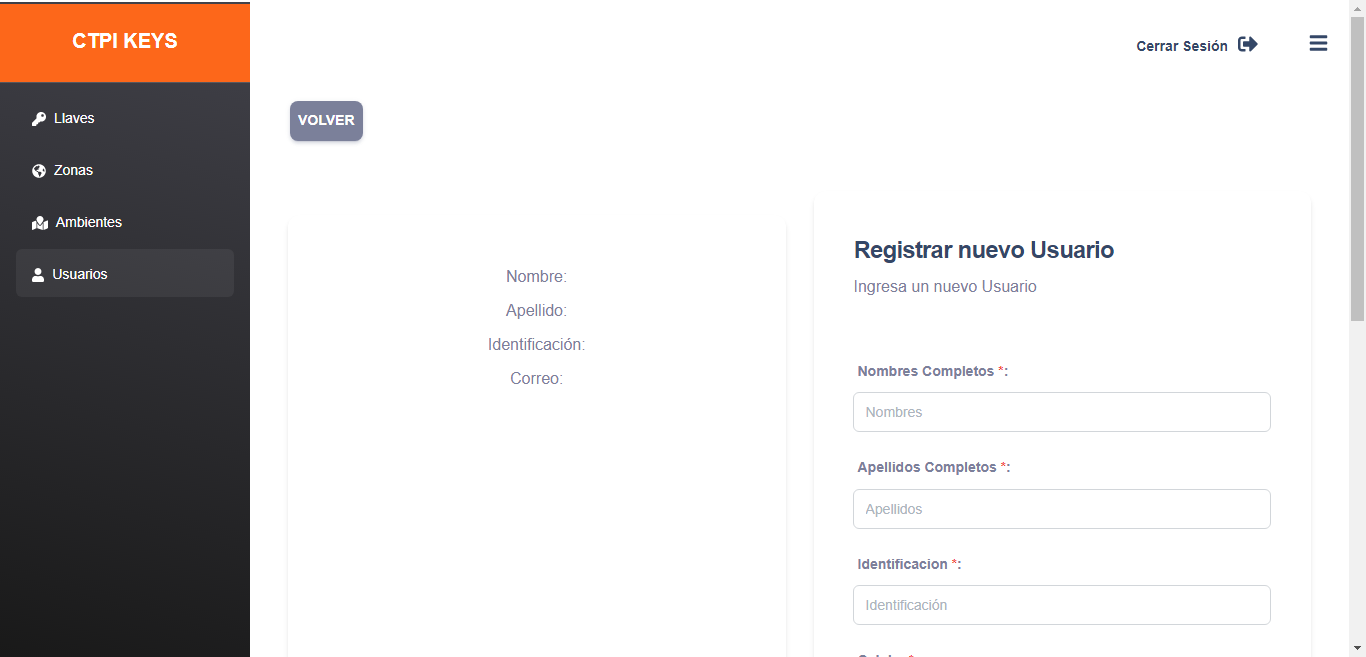 CTPI KEYS
Cerrar Sesión
Llaves
Zonas
Ambientes
Usuarios
VOLVER
Nombre:
Apellido:
Identificación:
Correo:
Registrar nuevo Usuario
Ingresa un nuevo Usuario
Nombres Completos *:
Nombres
Apellidos Completos *:
Apellidos
Identificacion *:
Identificación